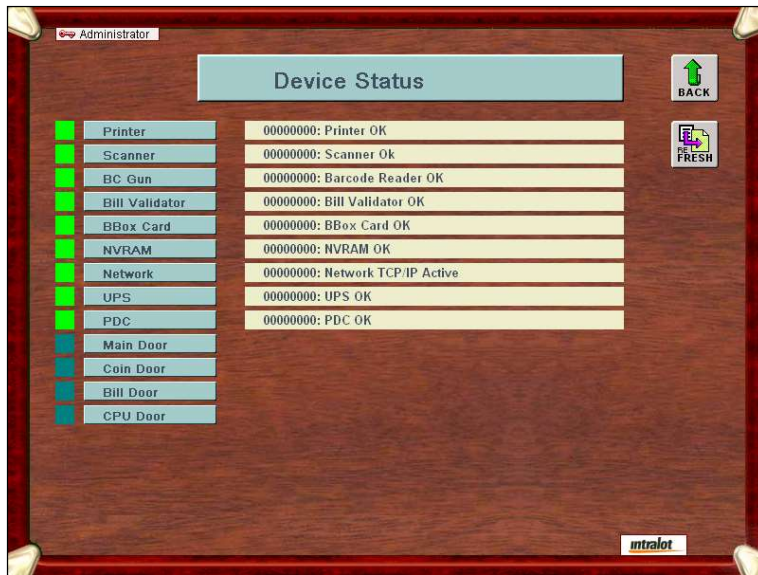 Administrator
Device Status
BACK
RE
FRESH
Printer 00000000: Printer OK
Scanner 00000000: Scanner Ok
BC Gun 00000000: Barcode Reader OK
Bill Validator 00000000: Bill Validator OK
BBox Card 00000000: BBox Card OK
NVRAM 00000000: NVRAM OK
Network 00000000: Network TCP/IP Active
UPS 00000000: UPS OK
PDC 00000000: PDC OK
Main Door
Coin Door
Bill Door
CPU Door
intralot